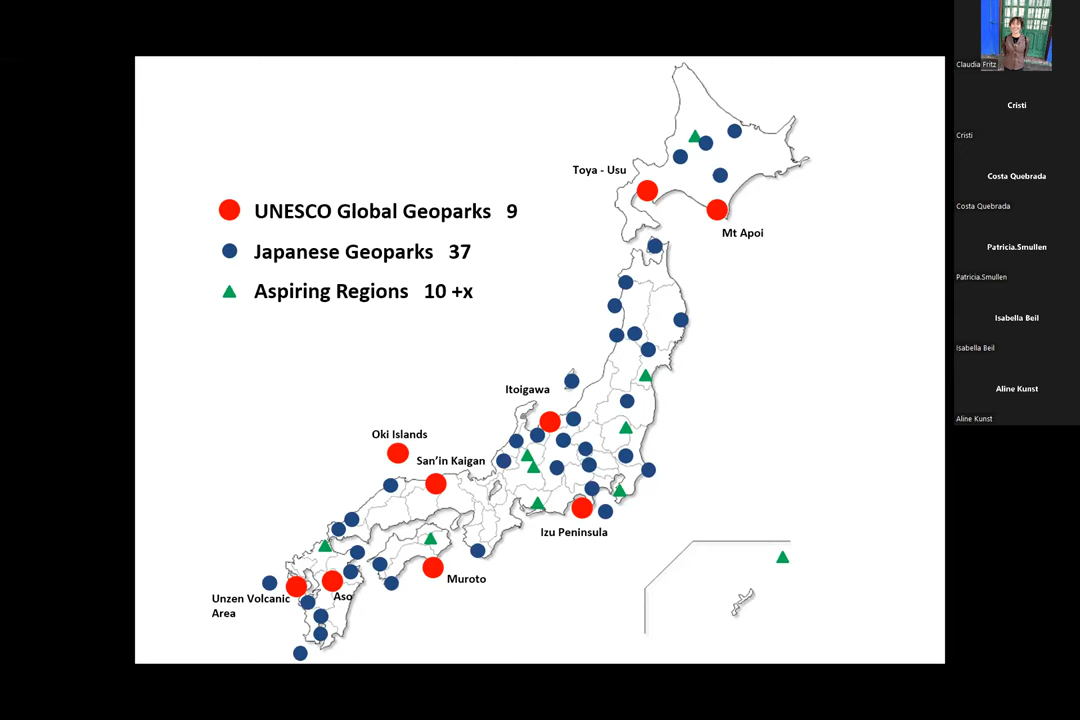 Toya - Usu
UNESCO Global Geoparks 9
Mt Apoi
Japanese Geoparks 37
Aspiring Regions 10 +x
Itoigawa
Oki Islands
San'in Kaigan
Izu Peninsula
Muroto
Unzen Volcanic
Area
Aso
Claudia Fritz
Cristi
Cristi
Costa Quebrada
Costa Quebrada
Patricia.Smullen
Patricia.Smullen
Isabella Beil
Isabella Beil
Aline Kunst
Aline Kunst